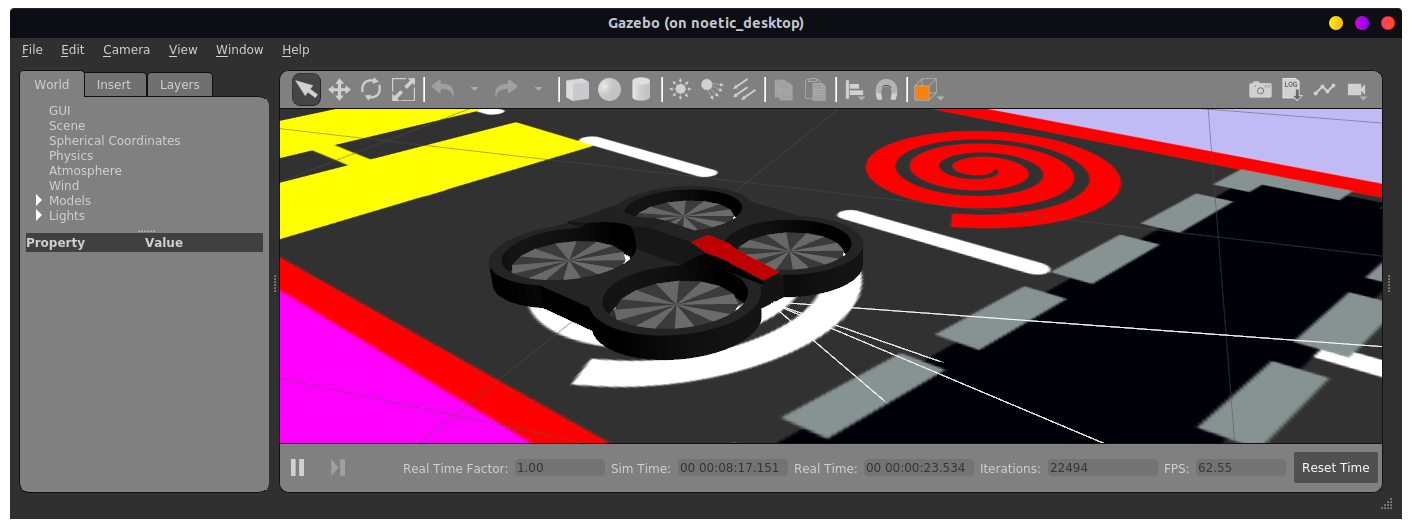 Gazebo (on noetic_desktop)
File Edit Camera View Window Help
World Insert Layers
LOG
GUI
Scene
Spherical Coordinates
Physics
Atmosphere
Wind
Models
Lights
Property Value
Real Time Factor: 1.00 Sim Time: 00 00:08:17.151 Real Time: 00 00:00:23.534 Iterations: 22494 FPS: 62.55 Reset Time